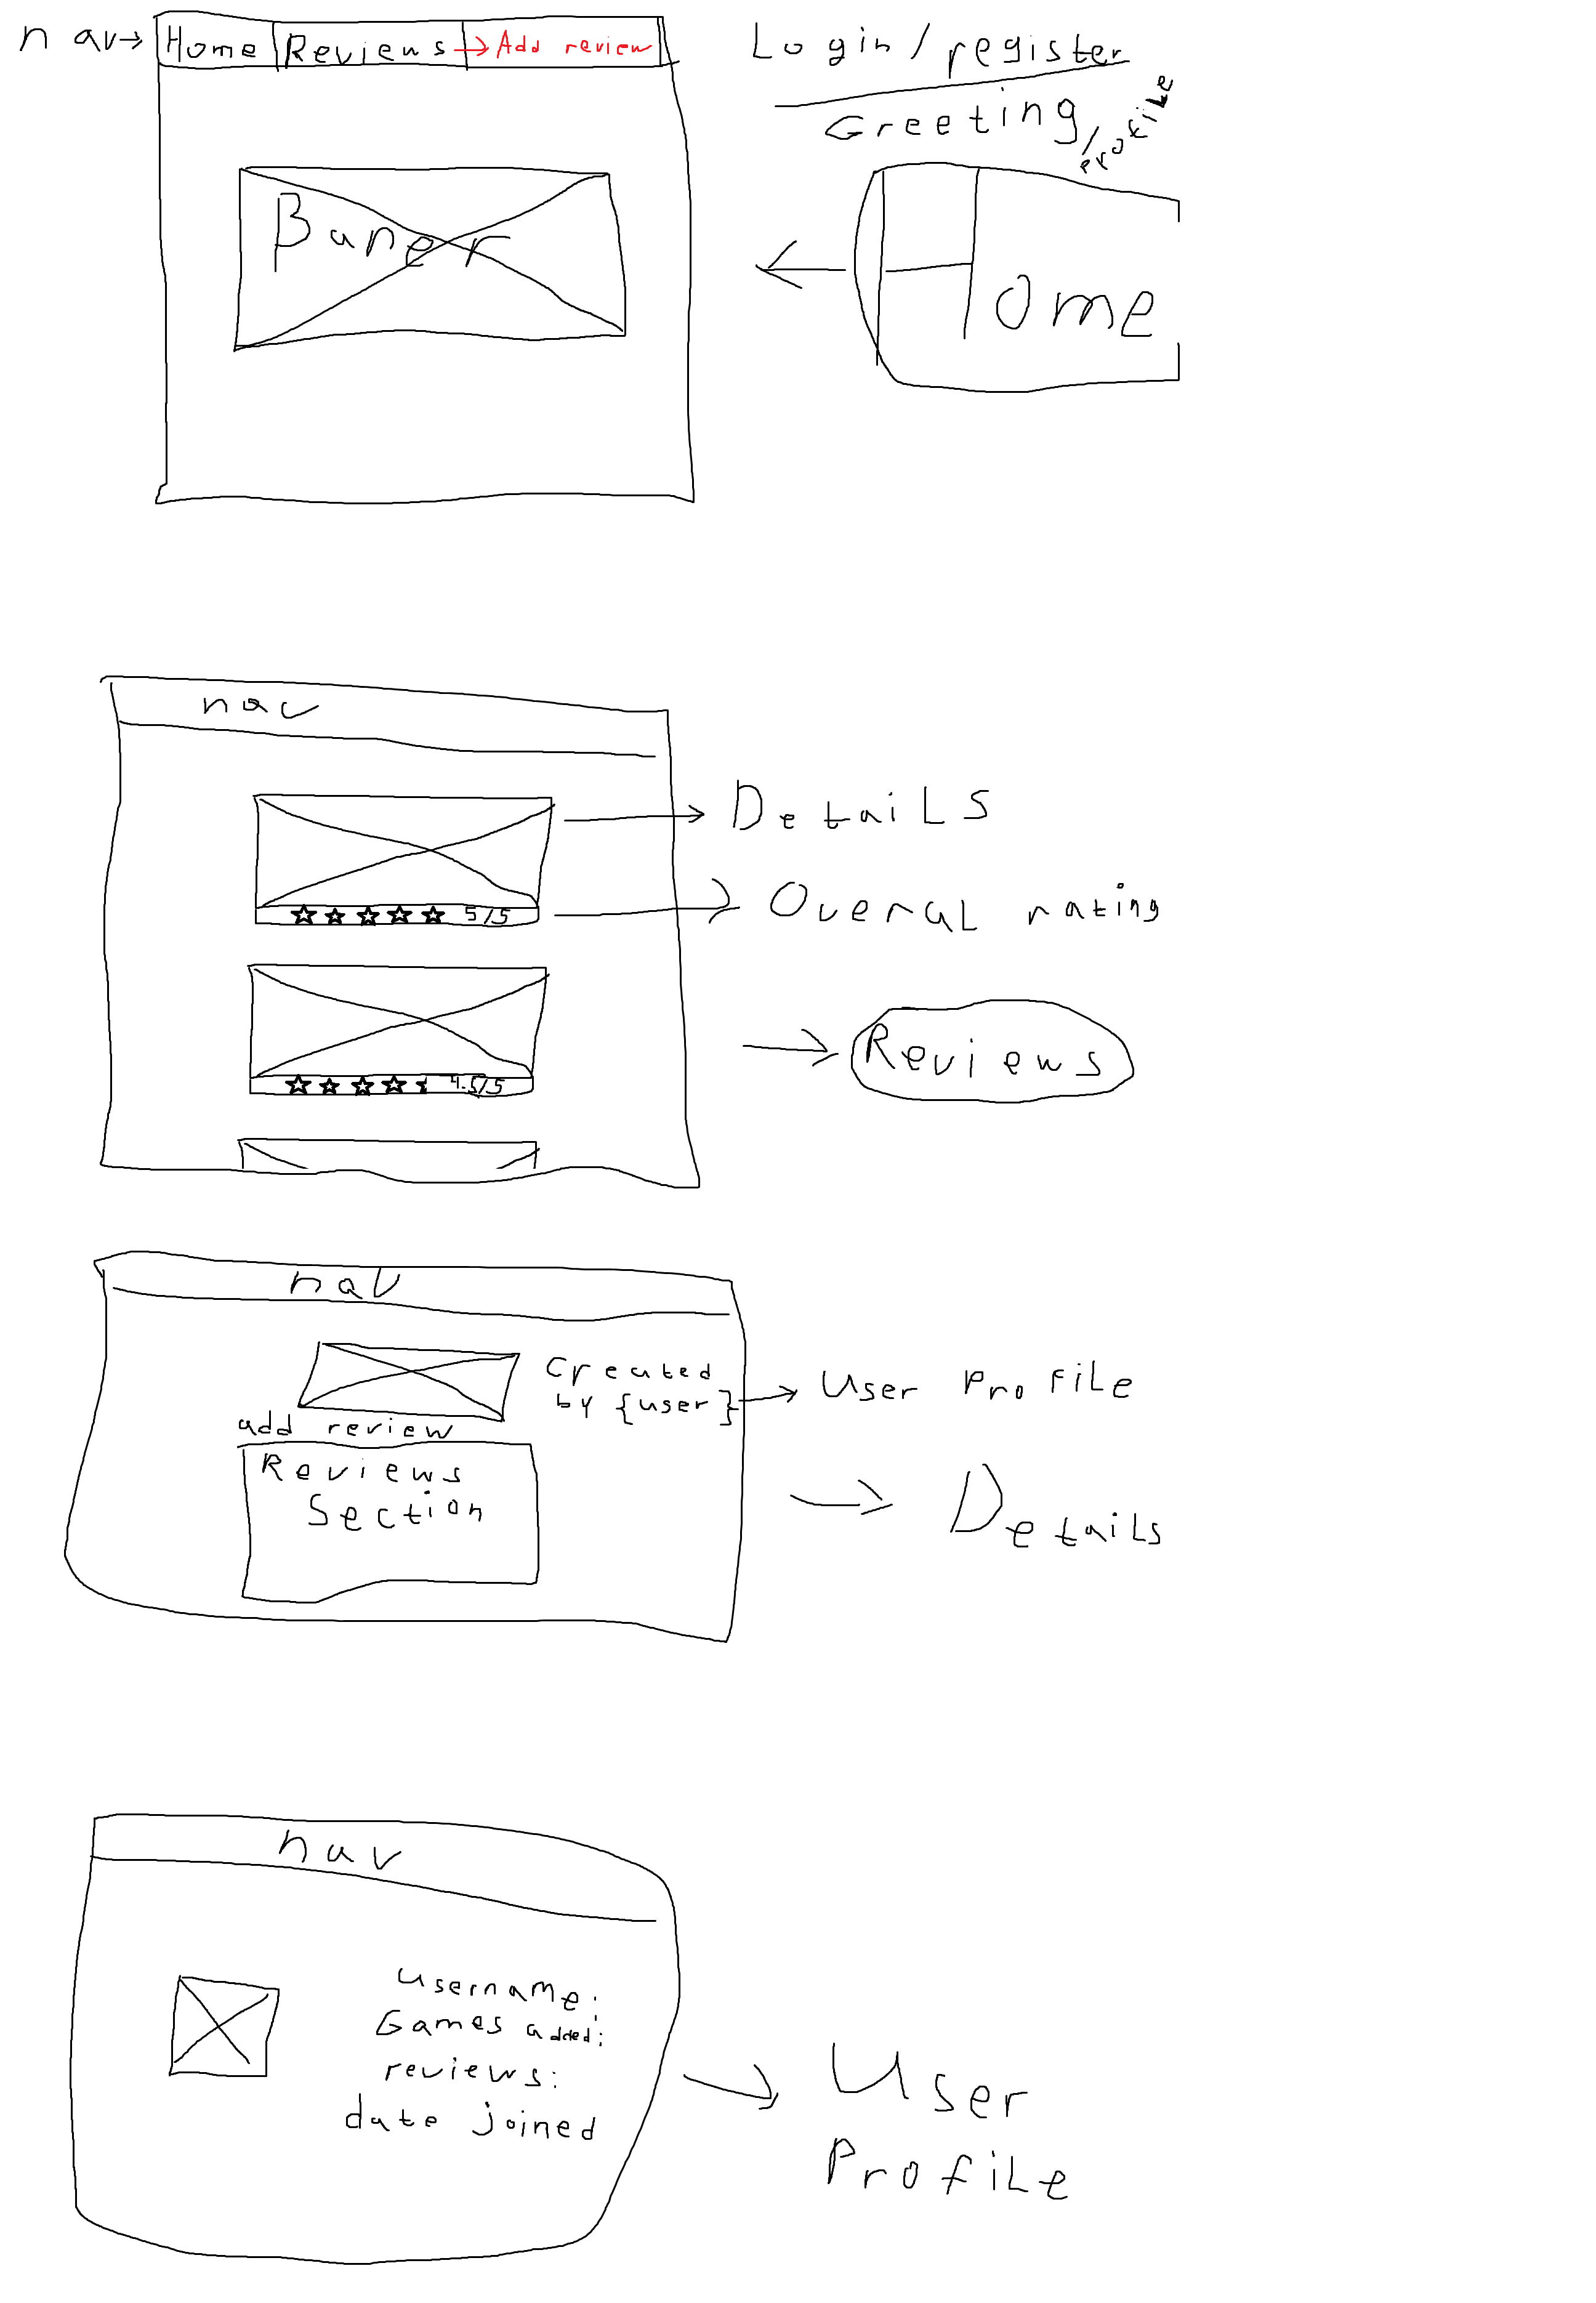 nav
Home Reviews Add review
Login/register
Greeting/profile
Baner
Home
nav
Details
5/5
Overal rating
Reviews
4.5/5
nav
Created
by {user}
User Profile
add review
Reviews
Section
Details
nav
username:
Games added:
reviews:
date joined
User
Profile